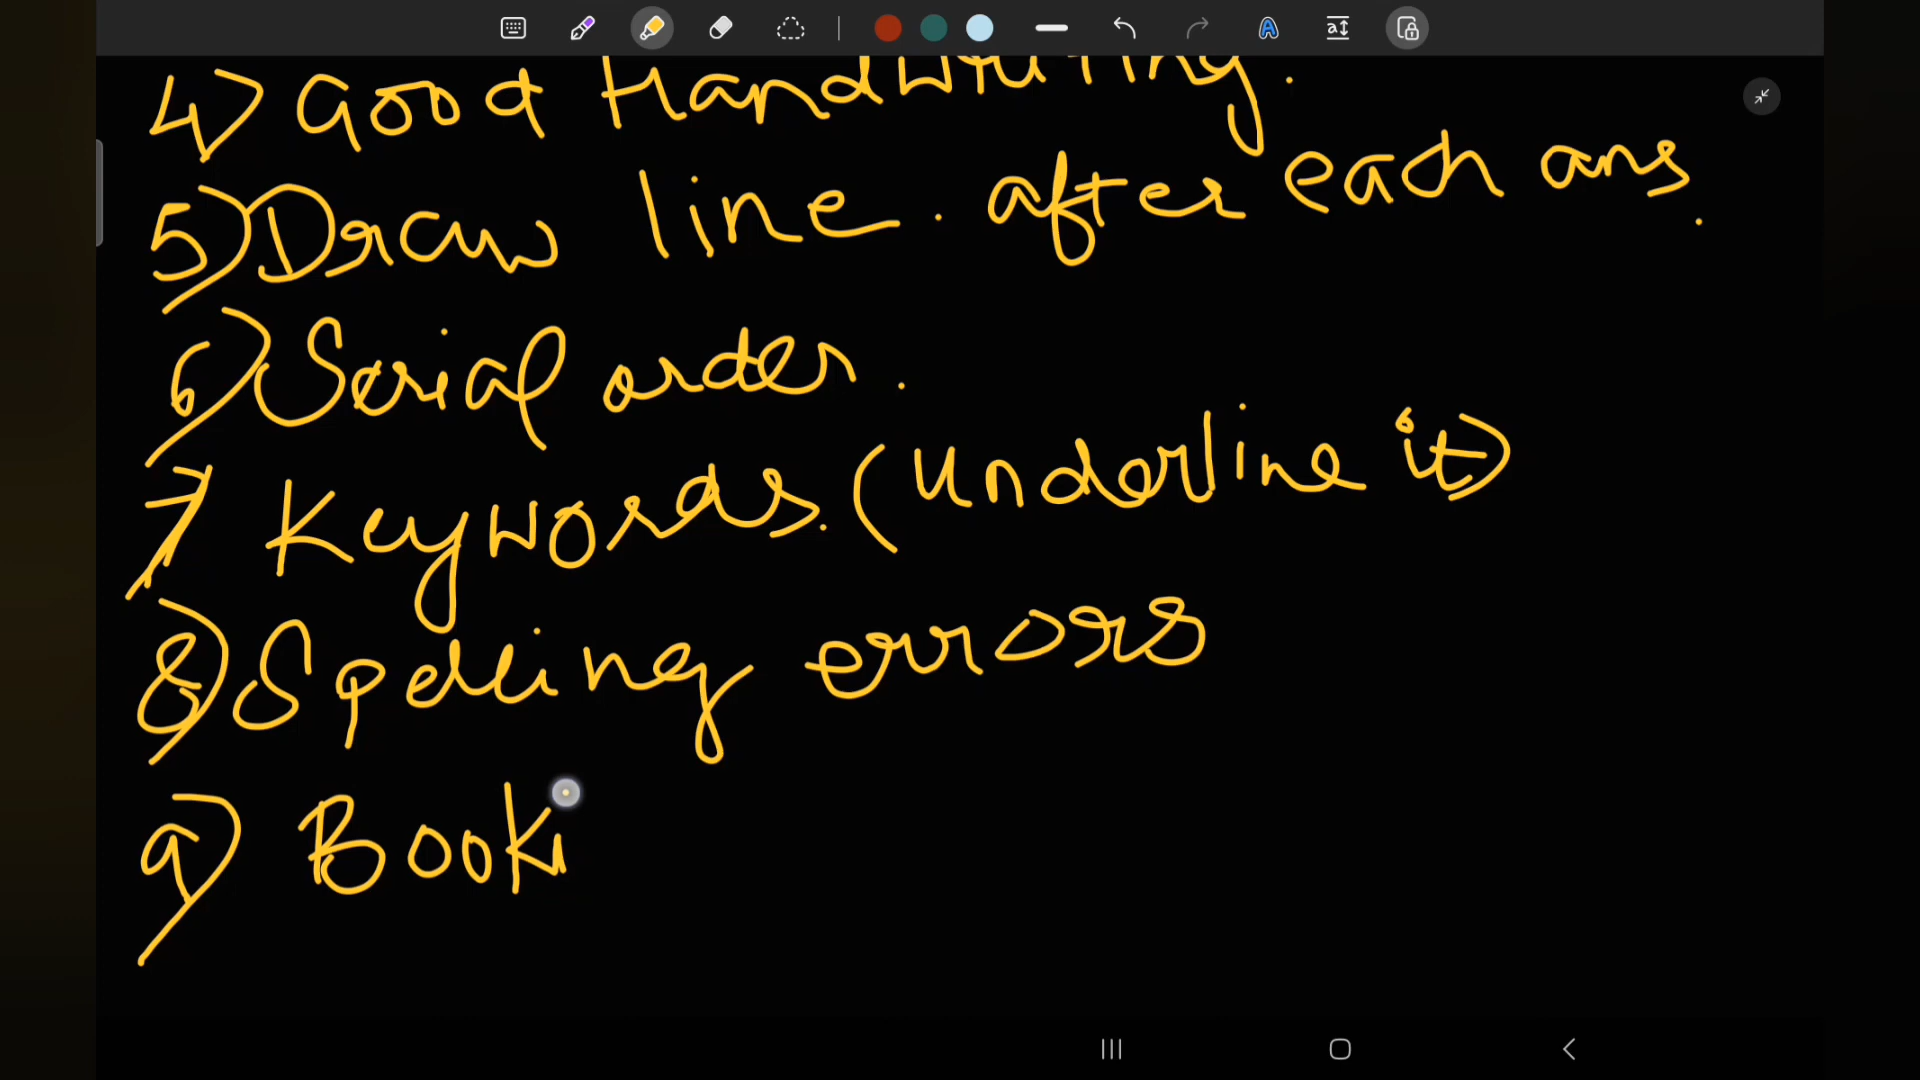 4) Good Handwriting.
5) Draw line. after each ans.
6) Serial order.
7 Keywords. (Underline it)
8) Spelling errors
9) Book